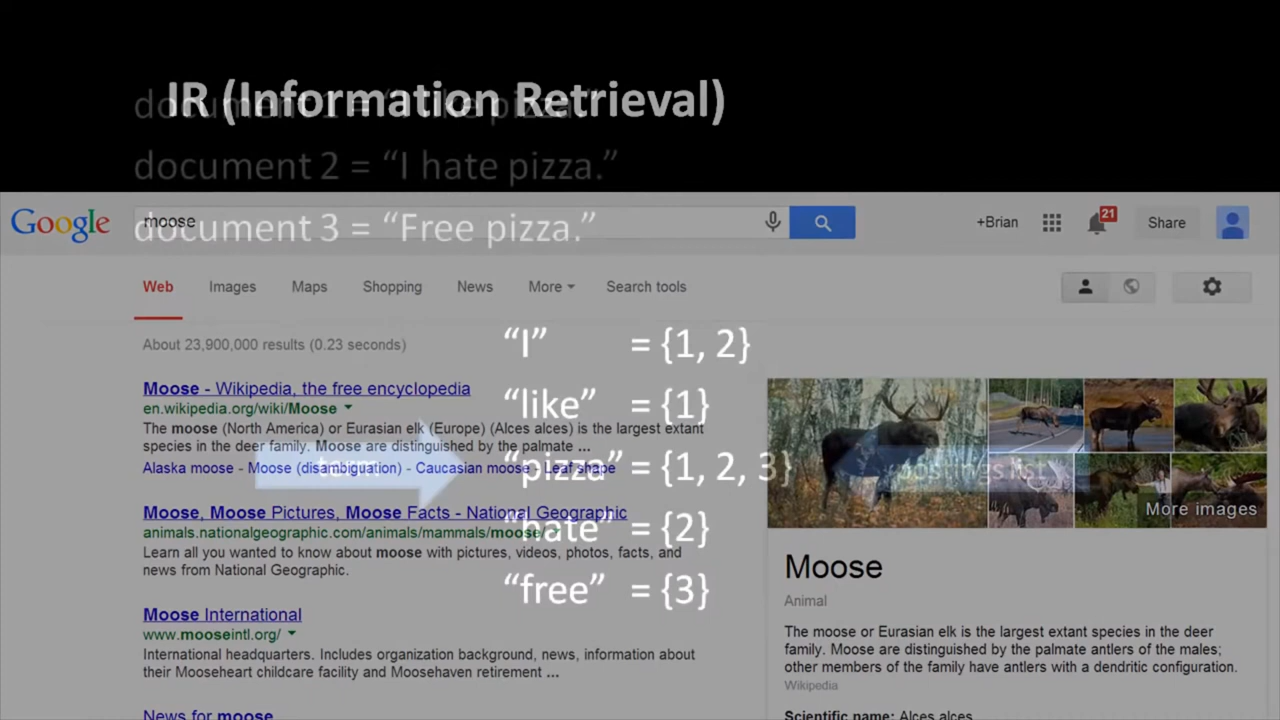 IR (Information Retrieval)
document 1 = “I like pizza.”
document 2 = “I hate pizza.”
document 3 = “Free pizza.”
Google
moose
+Brian
21
Share
Web
Images
Maps
Shopping
News
More
Search tools
About 23,900,000 results (0.23 seconds)
“I” = {1, 2}
“like” = {1}
“pizza” = {1, 2, 3}
“hate” = {2}
“free” = {3}
term
postings list
Moose - Wikipedia, the free encyclopedia
en.wikipedia.org/wiki/Moose
The moose (North America) or Eurasian elk (Europe) (Alces alces) is the largest extant
species in the deer family. Moose are distinguished by the palmate ...
Alaska moose - Moose (disambiguation) - Caucasian moose - Leaf shape
Moose, Moose Pictures, Moose Facts - National Geographic
animals.nationalgeographic.com/animals/mammals/moose/
Learn all you wanted to know about moose with pictures, videos, photos, facts, and
news from National Geographic.
Moose International
www.mooseintl.org/
International headquarters. Includes organization background, news, information about
their Mooseheart childcare facility and Moosehaven retirement ...
News for moose
More images
Moose
Animal
The moose or Eurasian elk is the largest extant species in the deer
family. Moose are distinguished by the palmate antlers of the males;
other members of the family have antlers with a dendritic configuration.
Wikipedia
Scientific name: Alces alces